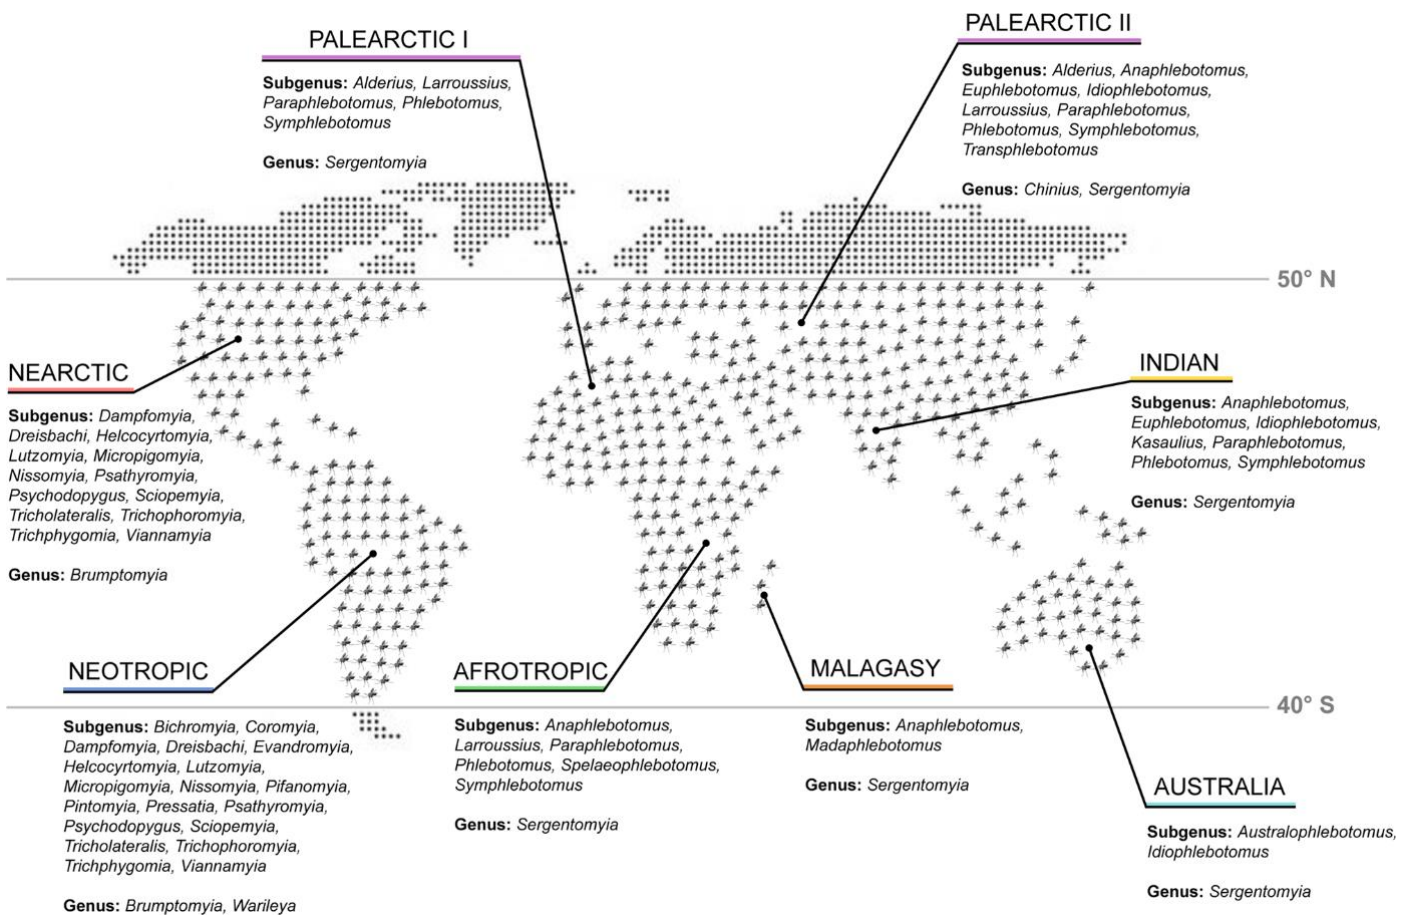 PALEARCTIC I
Subgenus: Alderius, Larroussius,
Paraphlebotomus, Phlebotomus,
Symphlebotomus
Genus: Sergentomyia
PALEARCTIC II
Subgenus: Alderius, Anaphlebotomus,
Euphlebotomus, Idiophlebotomus,
Larroussius, Paraphlebotomus,
Phlebotomus, Symphlebotomus,
Transphlebotomus
Genus: Chinius, Sergentomyia
50° N
NEARCTIC
Subgenus: Dampfomyia,
Dreisbachi, Helcocyrtomyia,
Lutzomyia, Micropigomyia,
Nissomyia, Psathyromyia,
Psychodopygus, Sciopemyia,
Tricholateralis, Trichophoromyia,
Trichphygomia, Viannamyia
Genus: Brumptomyia
INDIAN
Subgenus: Anaphlebotomus,
Euphlebotomus, Idiophlebotomus,
Kasaulius, Paraphlebotomus,
Phlebotomus, Symphlebotomus
Genus: Sergentomyia
NEOTROPIC
Subgenus: Bichromyia, Coromyia,
Dampfomyia, Dreisbachi, Evandromyia,
Helcocyrtomyia, Lutzomyia,
Micropigomyia, Nissomyia, Pifanomyia,
Pintomyia, Pressatia, Psathyromyia,
Psychodopygus, Sciopemyia,
Tricholateralis, Trichophoromyia,
Trichphygomia, Viannamyia
Genus: Brumptomyia, Warileya
AFROTROPIC
Subgenus: Anaphlebotomus,
Larroussius, Paraphlebotomus,
Phlebotomus, Spelaeophlebotomus,
Symphlebotomus
Genus: Sergentomyia
MALAGASY
Subgenus: Anaphlebotomus,
Madaphlebotomus
Genus: Sergentomyia
40° S
AUSTRALIA
Subgenus: Australophlebotomus,
Idiophlebotomus
Genus: Sergentomyia